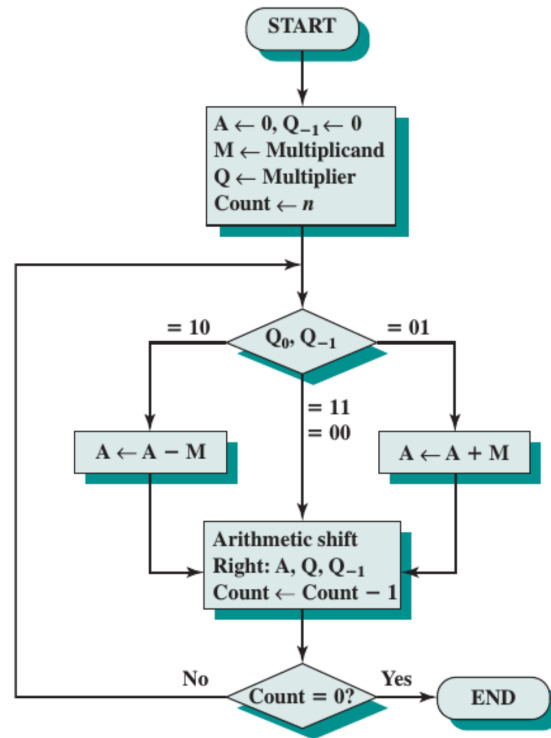 START
A ← 0, Q₋₁ ← 0
M ← Multiplicand
Q ← Multiplier
Count ← n
= 10
Q₀, Q₋₁
= 01
= 11
= 00
A ← A − M
A ← A + M
Arithmetic shift
Right: A, Q, Q₋₁
Count ← Count − 1
No
Count = 0?
Yes
END